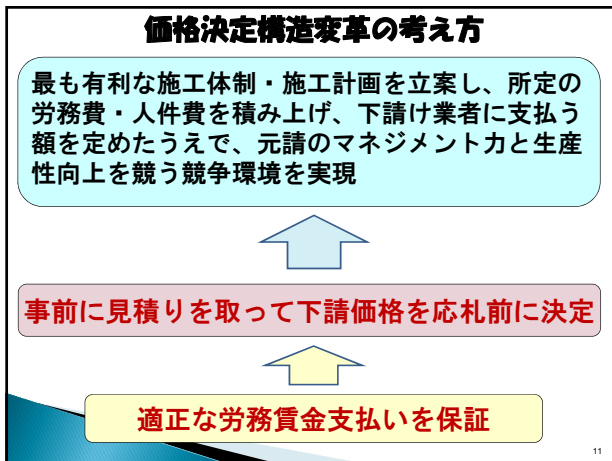 価格決定構造変革の考え方
最も有利な施工体制・施工計画を立案し、所定の
労務費・人件費を積み上げ、下請け業者に支払う
額を定めたうえで、元請のマネジメント力と生産
性向上を競う競争環境を実現
事前に見積りを取って下請価格を応札前に決定
適正な労務賃金支払いを保証
11